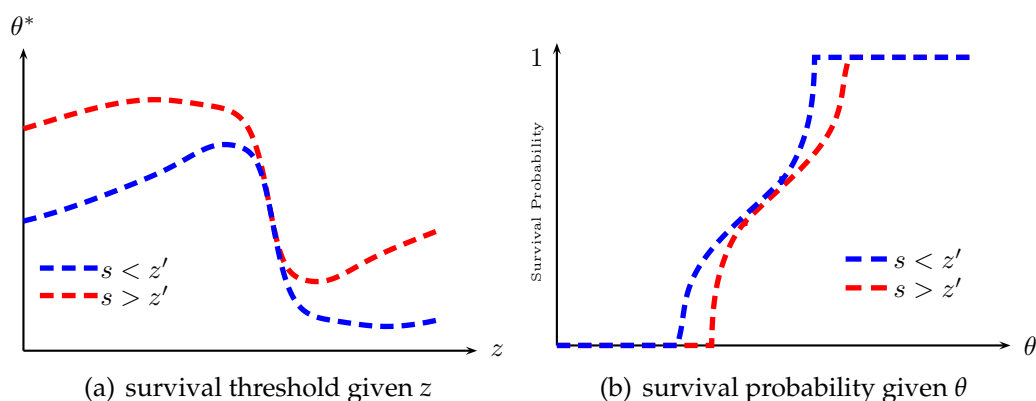 θ*
s < z′
s > z′
z
(a) survival threshold given z
1
Survival Probability
s < z′
s > z′
θ
(b) survival probability given θ